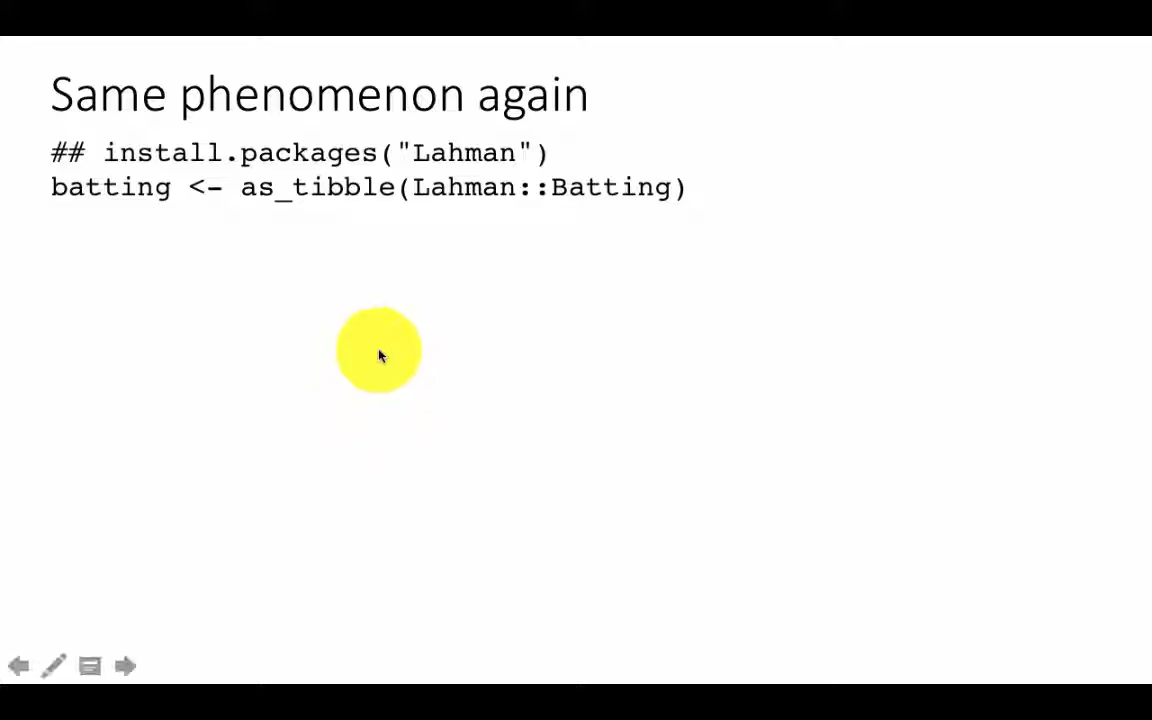 Same phenomenon again
## install.packages("Lahman")
batting <- as_tibble(Lahman::Batting)